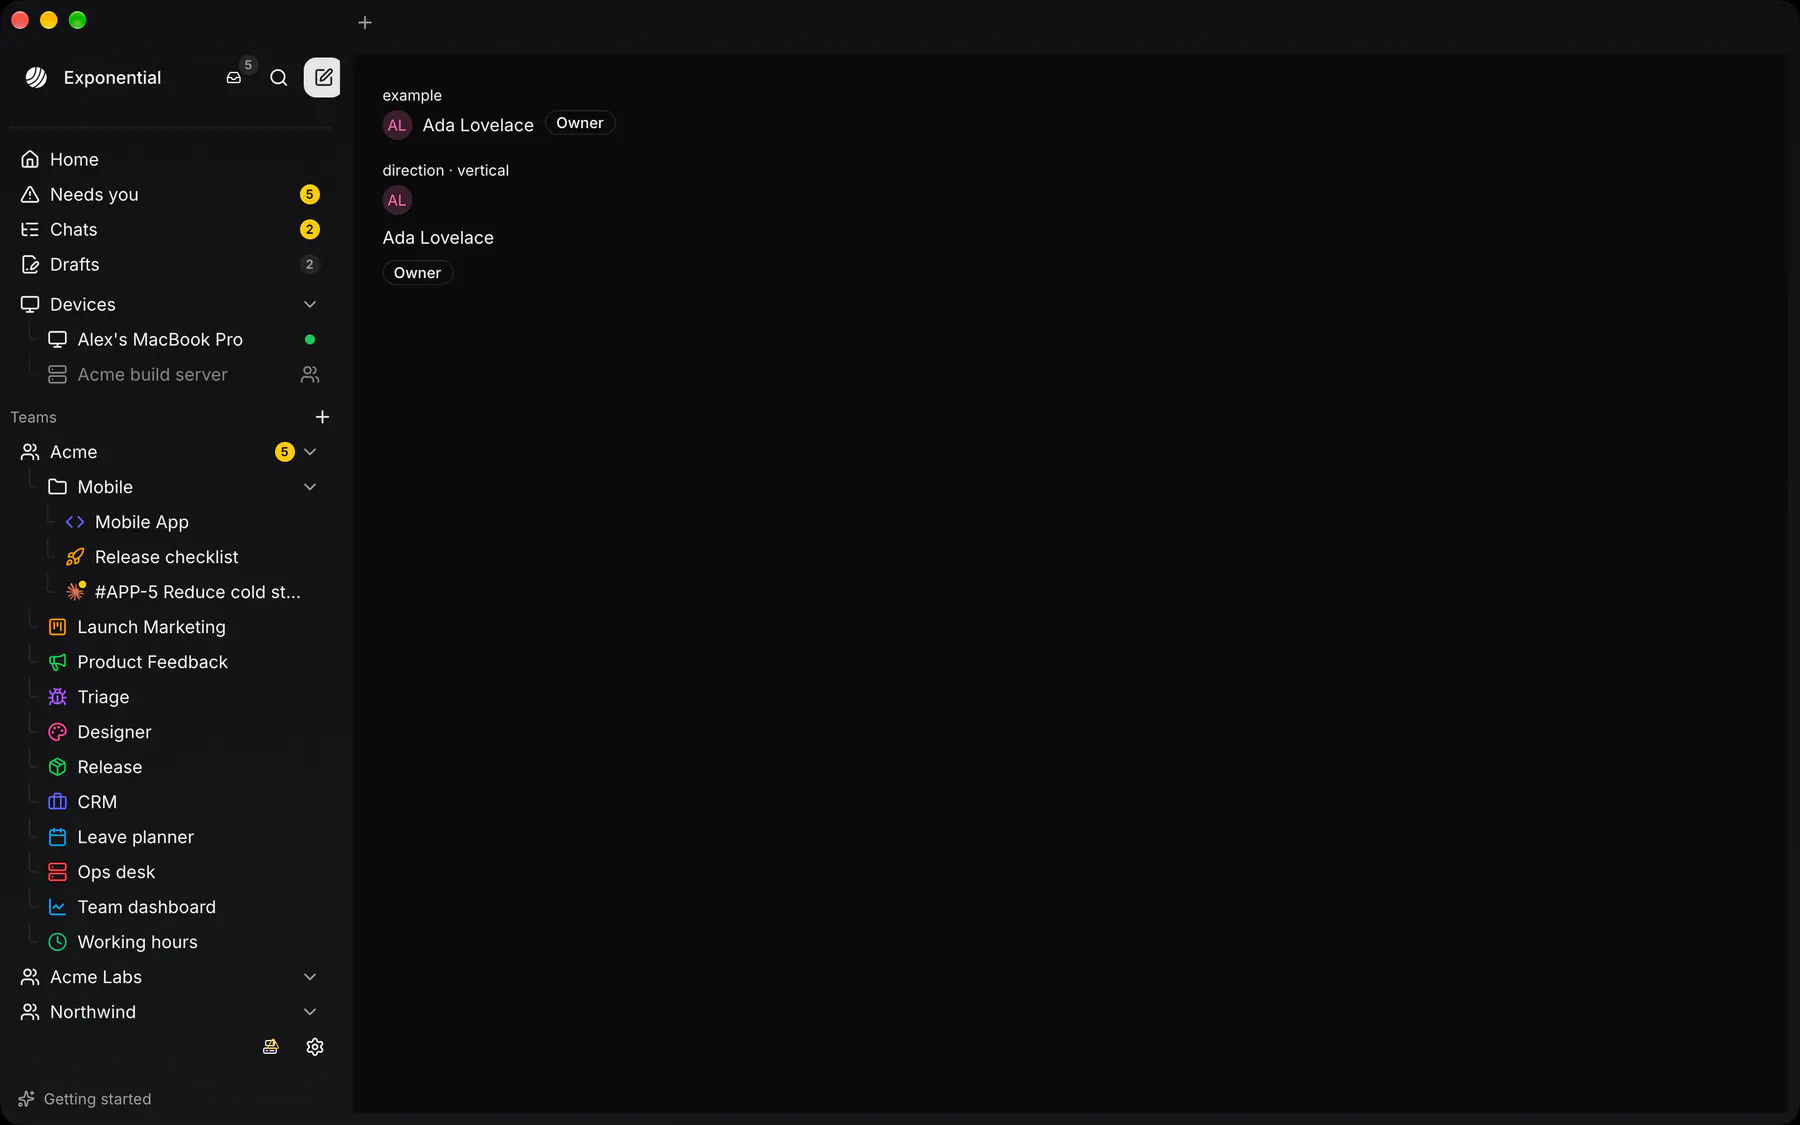 Exponential
5
example
AL Ada Lovelace Owner
direction · vertical
AL
Ada Lovelace
Owner
Home
Needs you 5
Chats 2
Drafts 2
Devices
Alex's MacBook Pro
Acme build server
Teams
Acme 5
Mobile
Mobile App
Release checklist
#APP-5 Reduce cold st...
Launch Marketing
Product Feedback
Triage
Designer
Release
CRM
Leave planner
Ops desk
Team dashboard
Working hours
Acme Labs
Northwind
Getting started